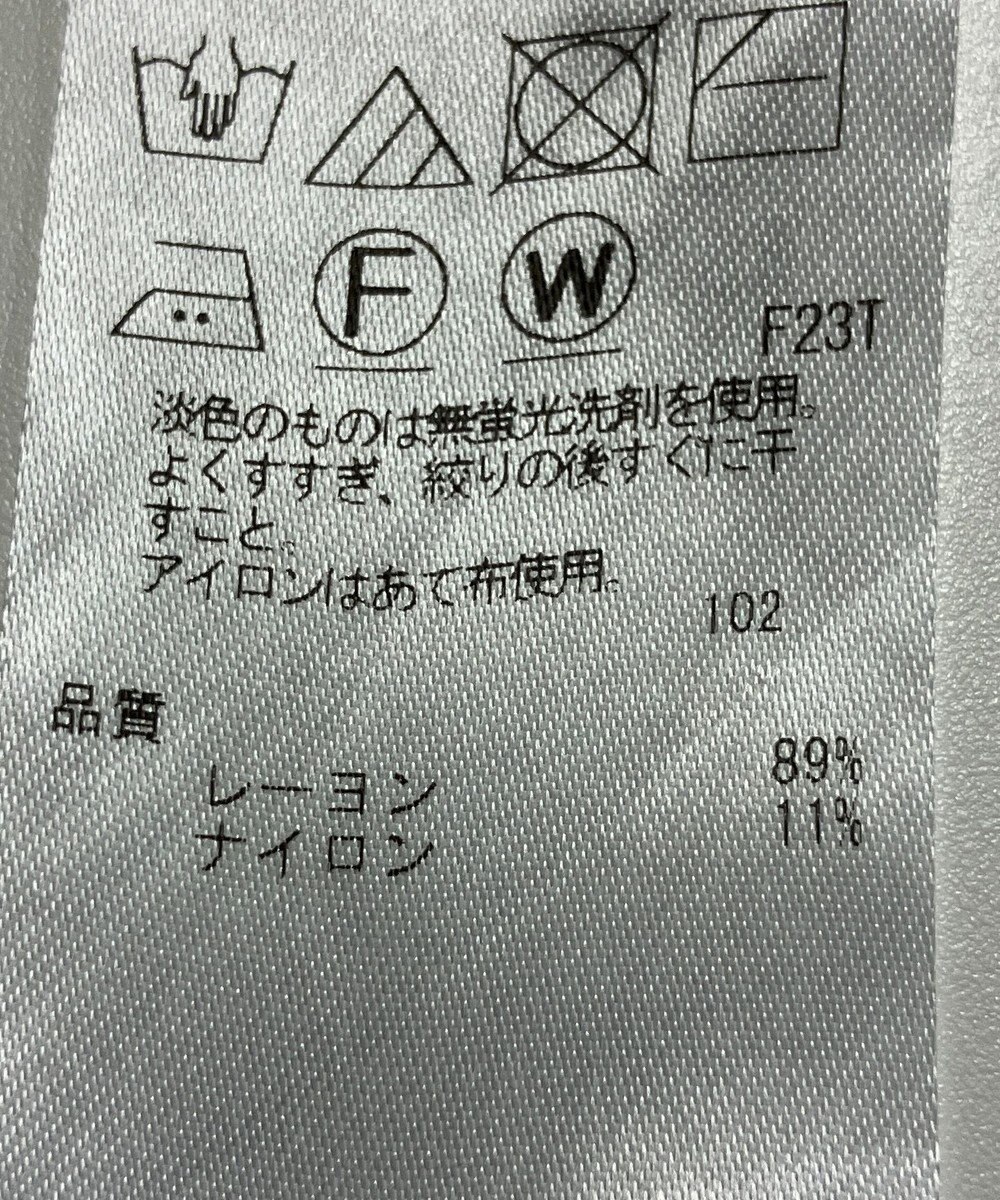 F
W
F23T
淡色のものは無蛍光洗剤を使用。
よくすすぎ、絞りの後すぐに干
すこと。
アイロンはあて布使用。
102
品質
レーヨン 89%
ナイロン 11%